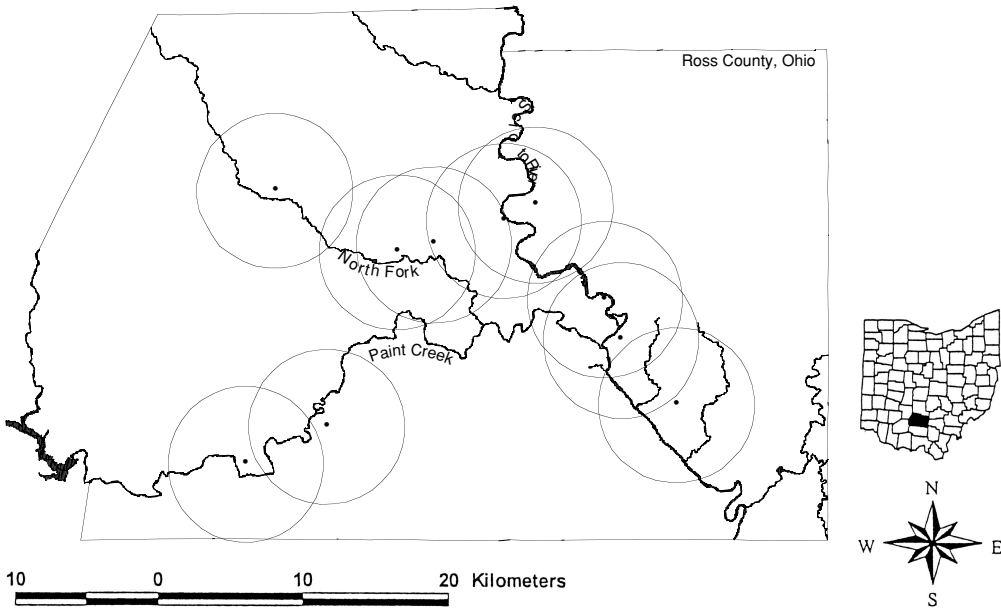 Ross County, Ohio
North Fork
Paint Creek
N
W E
S
10 0 10 20 Kilometers